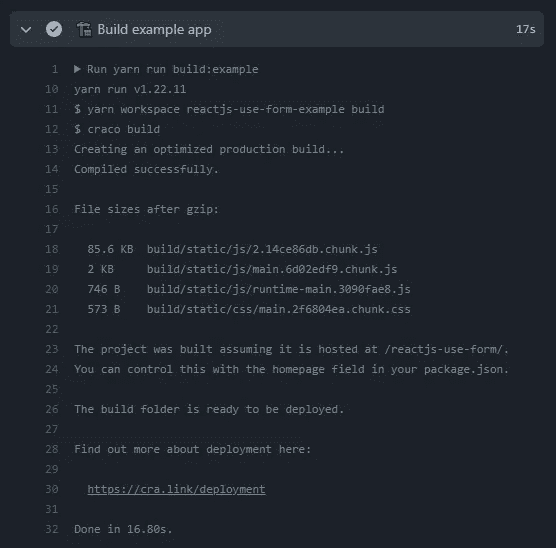 Build example app 17s
1 ▶ Run yarn run build:example
10 yarn run v1.22.11
11 $ yarn workspace reactjs-use-form-example build
12 $ craco build
13 Creating an optimized production build...
14 Compiled successfully.
15
16 File sizes after gzip:
17
18 85.6 KB build/static/js/2.14ce86db.chunk.js
19 2 KB build/static/js/main.6d02edf9.chunk.js
20 746 B build/static/js/runtime-main.3090fae8.js
21 573 B build/static/css/main.2f6804ea.chunk.css
22
23 The project was built assuming it is hosted at /reactjs-use-form/.
24 You can control this with the homepage field in your package.json.
25
26 The build folder is ready to be deployed.
27
28 Find out more about deployment here:
29
30 https://cra.link/deployment
31
32 Done in 16.80s.